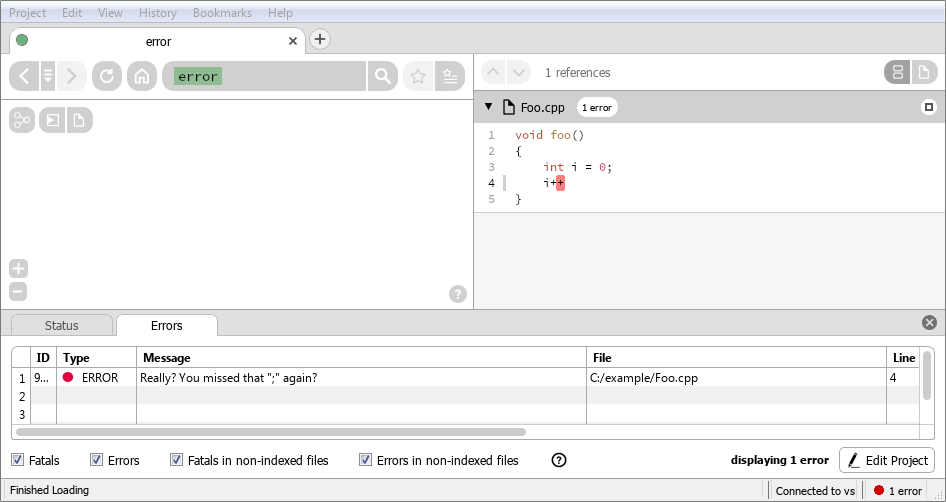 Project Edit View History Bookmarks Help
error
error
1 references
Foo.cpp 1 error
1 void foo()
2 {
3 int i = 0;
4 i++
5 }
?
Status Errors
ID Type Message File Line
1 9... ERROR Really? You missed that ";" again? C:/example/Foo.cpp 4
2
3
Fatals Errors Fatals in non-indexed files Errors in non-indexed files ? displaying 1 error Edit Project
Finished Loading Connected to vs 1 error